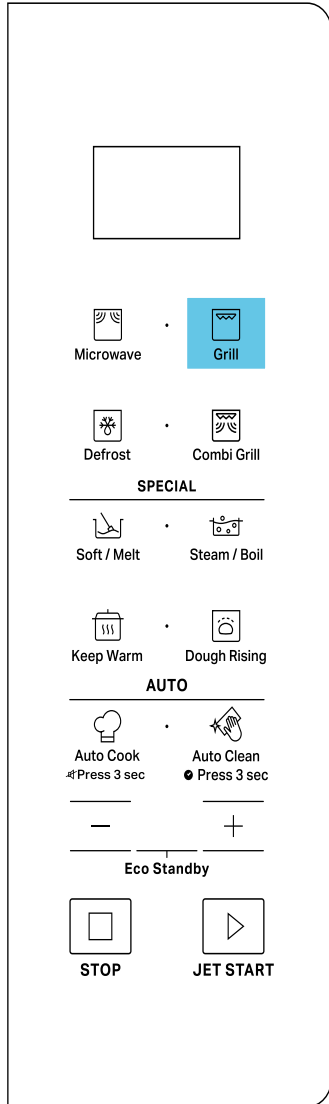 Microwave
Grill
Defrost
Combi Grill
SPECIAL
Soft / Melt
Steam / Boil
Keep Warm
Dough Rising
AUTO
Auto Cook
Press 3 sec
Auto Clean
Press 3 sec
Eco Standby
STOP
JET START